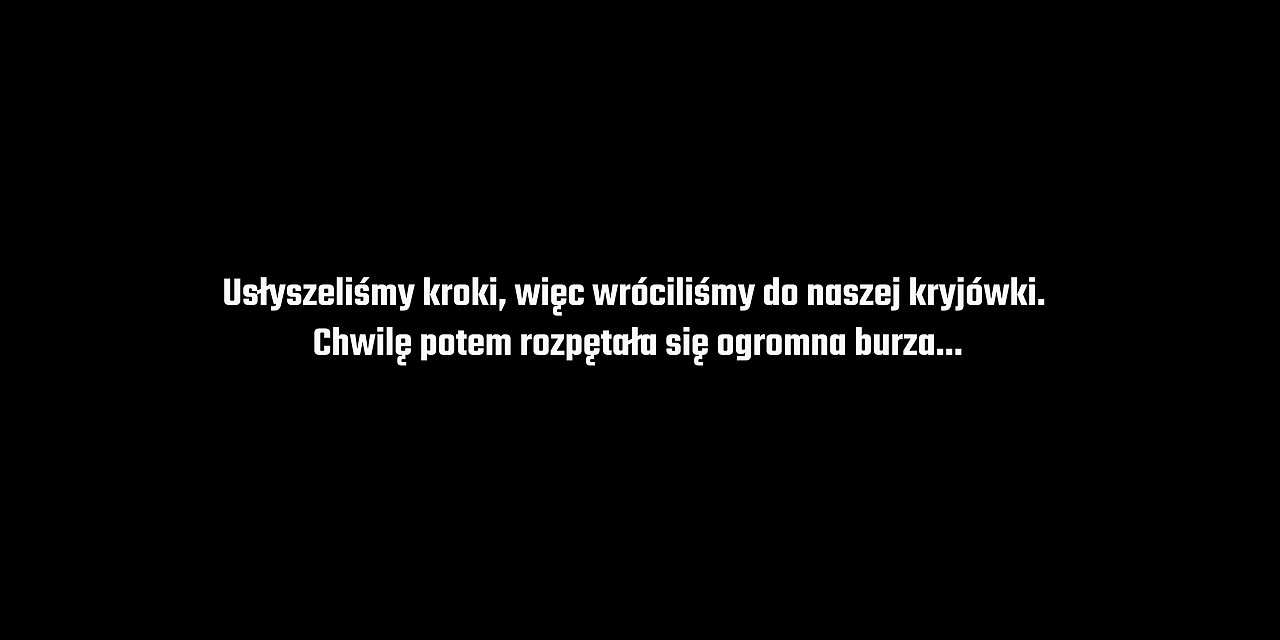 Usłyszeliśmy kroki, więc wróciliśmy do naszej kryjówki.
Chwilę potem rozpętała się ogromna burza...